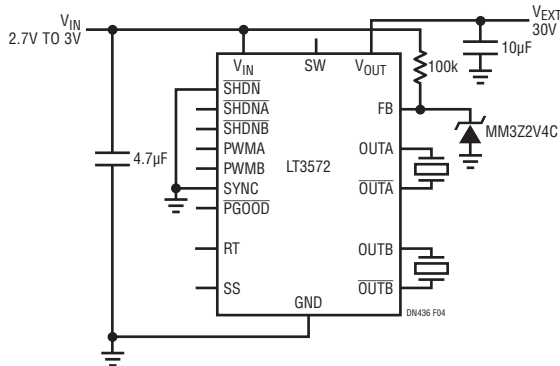 VIN
2.7V TO 3V
VEXT
30V
10µF
100k
VIN
SW
VOUT
SHDN
SHDNA
SHDNB
PWMA
PWMB
SYNC
PGOOD
RT
SS
GND
LT3572
FB
OUTA
OUTA
OUTB
OUTB
MM3Z2V4C
4.7µF
DN436 F04